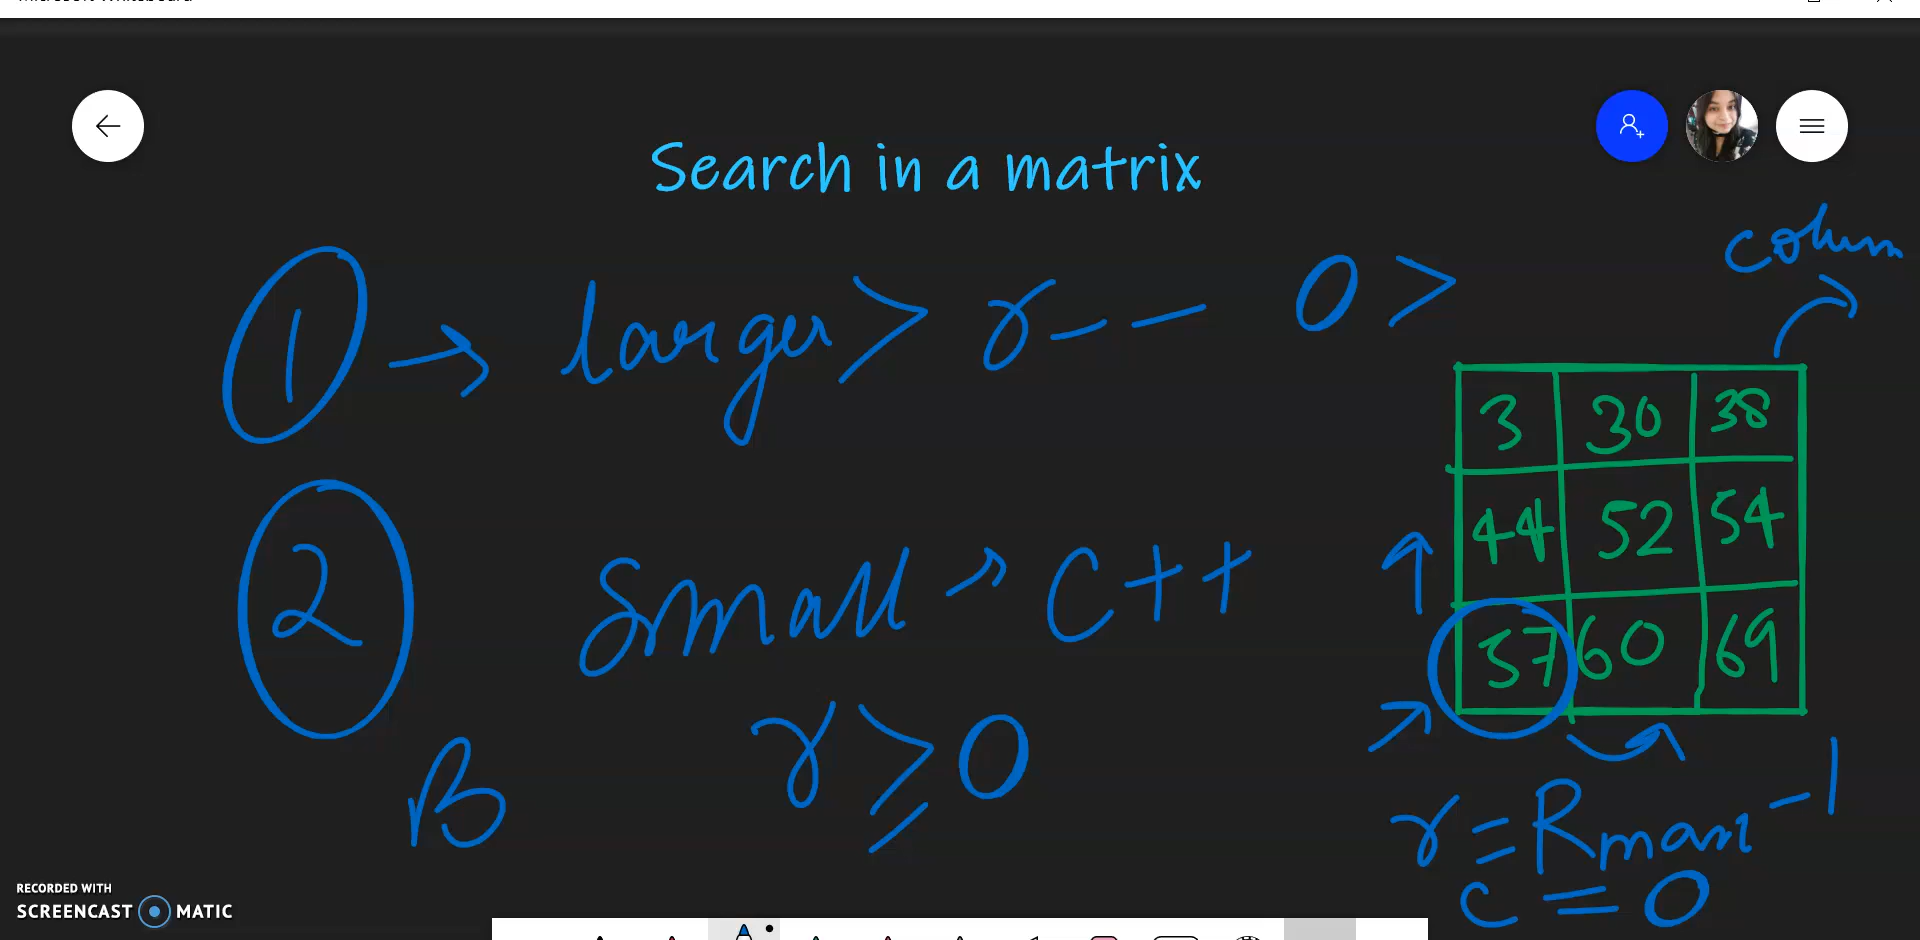 Search in a matrix
colum
1 → larger > r-- 0 >
3 30 38
44 52 54
57 60 69
2 small → C++
r ≥ 0
B
r = Rmax -1
c = 0
RECORDED WITH
SCREENCAST MATIC